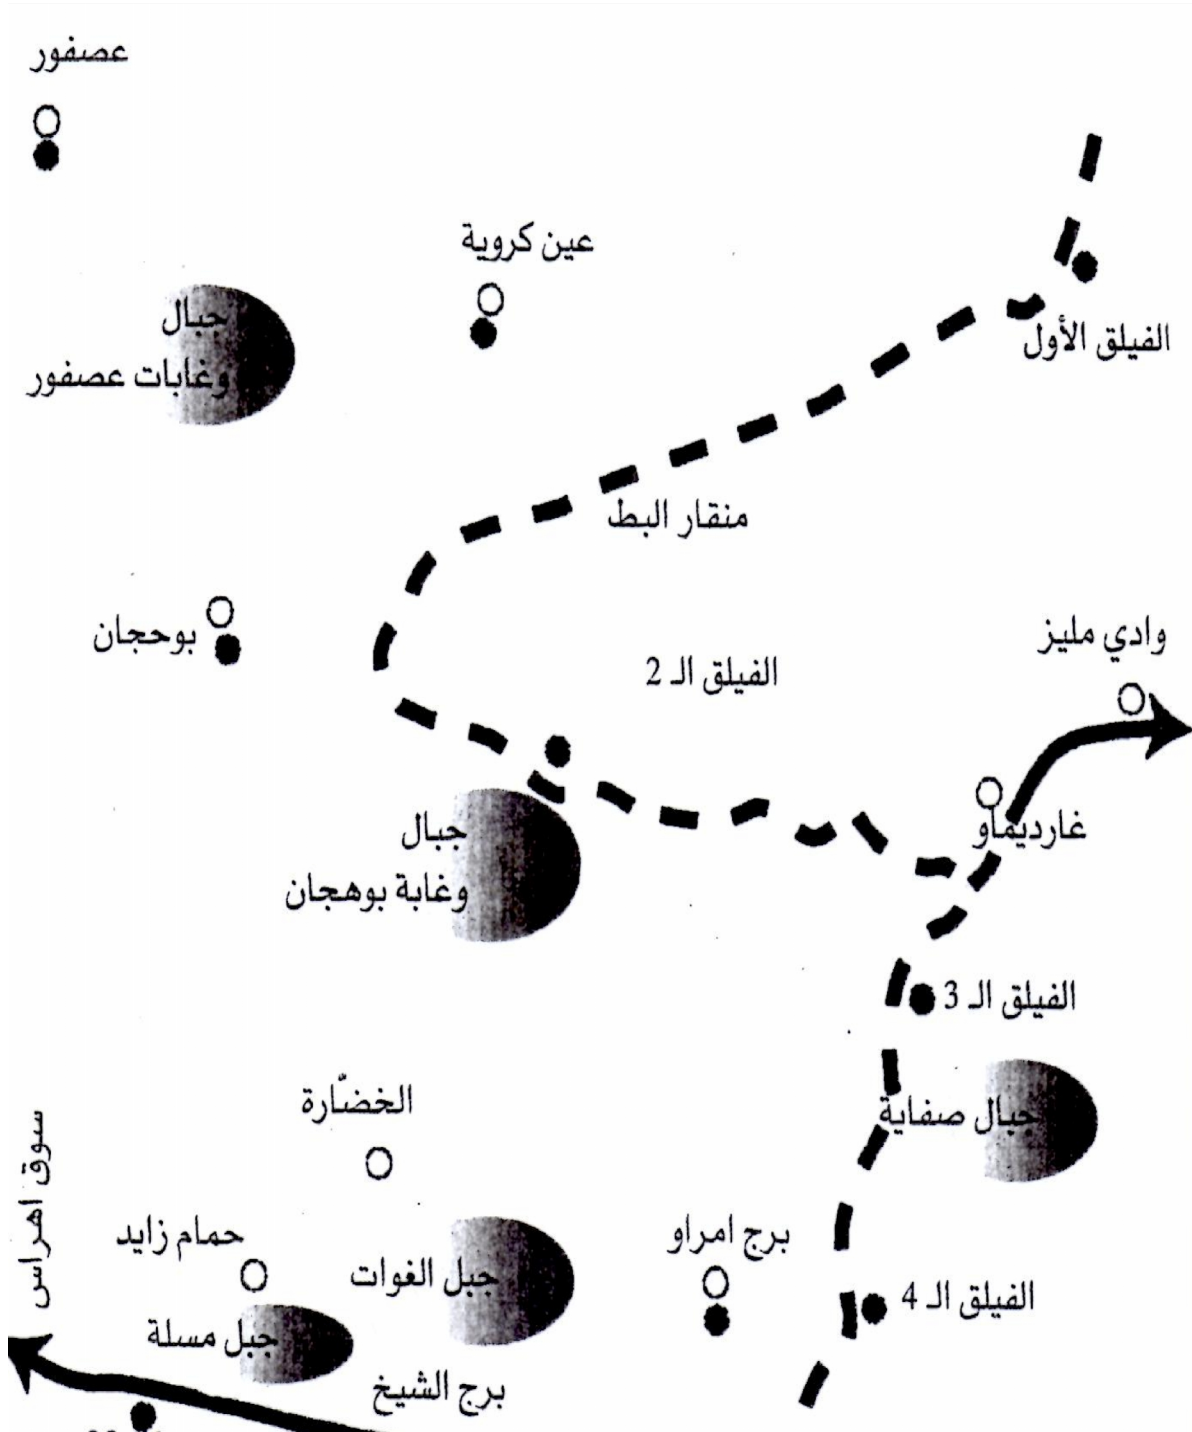 عصفور
عين كروية
جبال
وغابات عصفور
الفيلق الأول
منقار البط
بوحجان
وادي مليز
الفيلق الـ 2
غارديماو
جبال
وغابة بوهجان
الفيلق الـ 3
الخضّارة
جبال صفاية
سوق اهراس
حمام زايد
جبل الغوات
برج امراو
الفيلق الـ 4
جبل مسلة
برج الشيخ